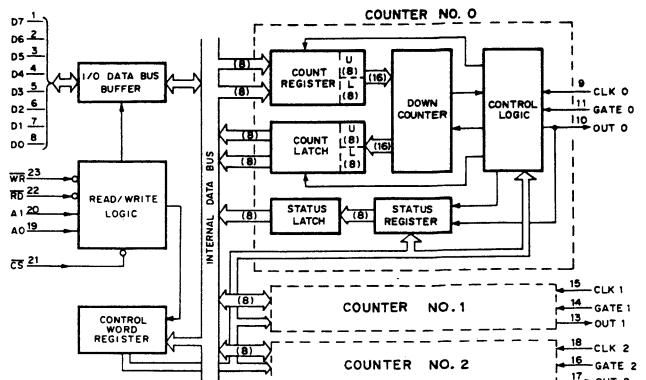 COUNTER NO. 0
D7 1
D6 2
D5 3
D4 4
D3 5
D2 6
D1 7
D0 8
I/O DATA BUS
BUFFER
WR 23
RD 22
A1 20
A0 19
CS 21
READ/WRITE
LOGIC
CONTROL
WORD
REGISTER
INTERNAL DATA BUS
(8)
(8)
COUNT
REGISTER
U
(8)
L
(8)
(16)
DOWN
COUNTER
CONTROL
LOGIC
9 CLK 0
11 GATE 0
10 OUT 0
(8)
(8)
COUNT
LATCH
U
(8)
L
(8)
(16)
(8)
STATUS
LATCH
(8)
STATUS
REGISTER
(8)
COUNTER NO. 1
15 CLK 1
14 GATE 1
13 OUT 1
(8)
COUNTER NO. 2
18 CLK 2
16 GATE 2
17